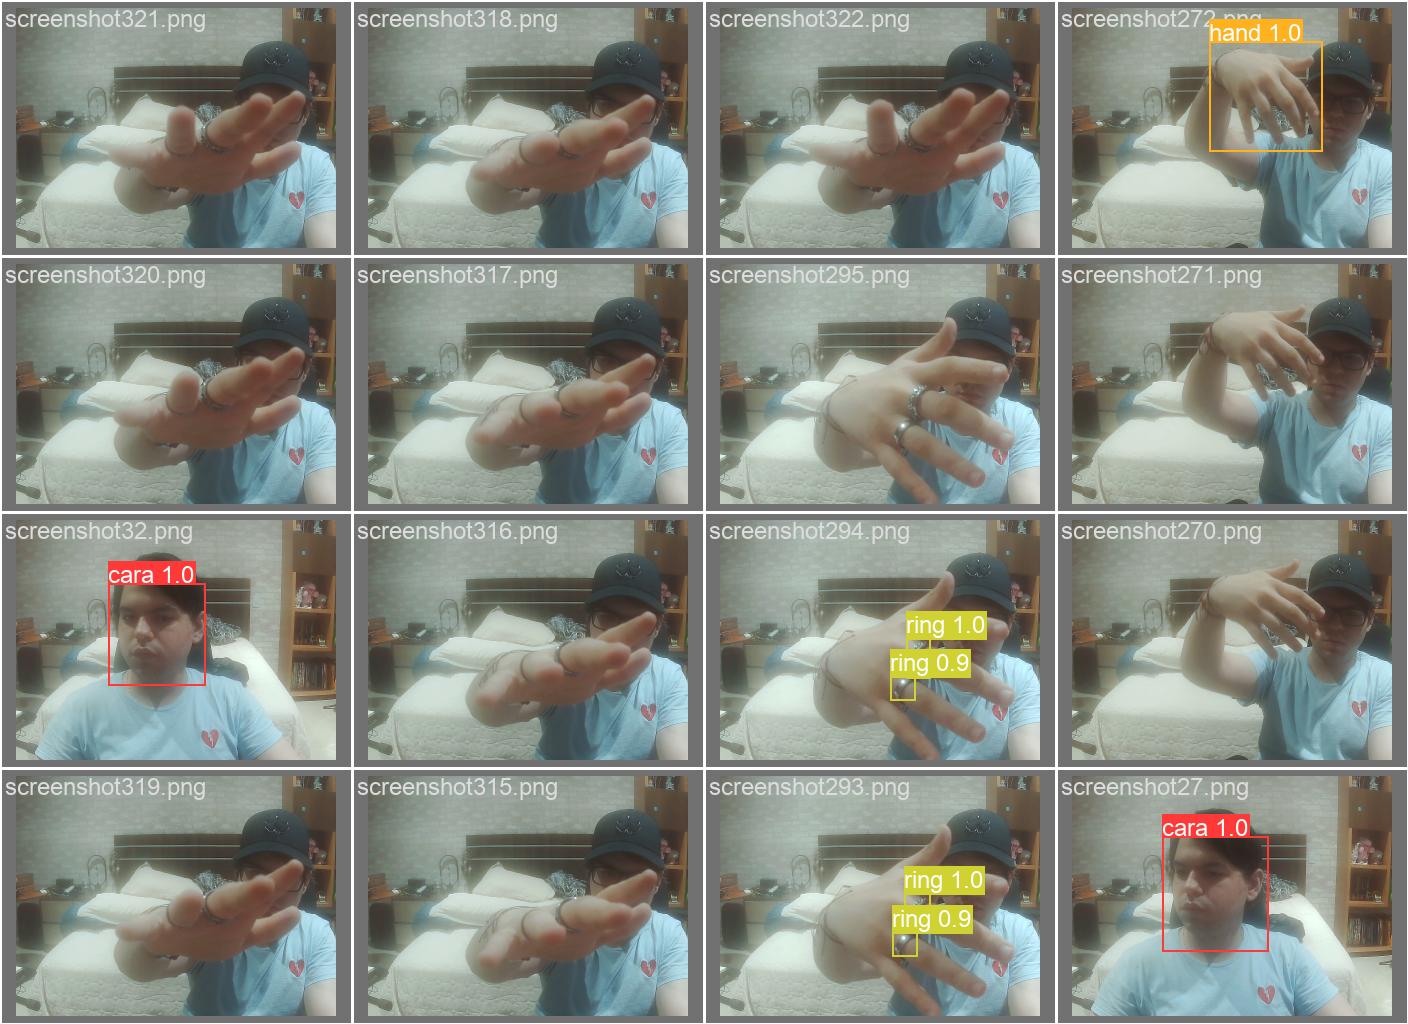 screenshot321.png
screenshot318.png
screenshot322.png
screenshot272.png
hand 1.0
screenshot320.png
screenshot317.png
screenshot295.png
screenshot271.png
screenshot32.png
cara 1.0
screenshot316.png
screenshot294.png
ring 1.0
ring 0.9
screenshot270.png
screenshot319.png
screenshot315.png
screenshot293.png
ring 1.0
ring 0.9
screenshot27.png
cara 1.0